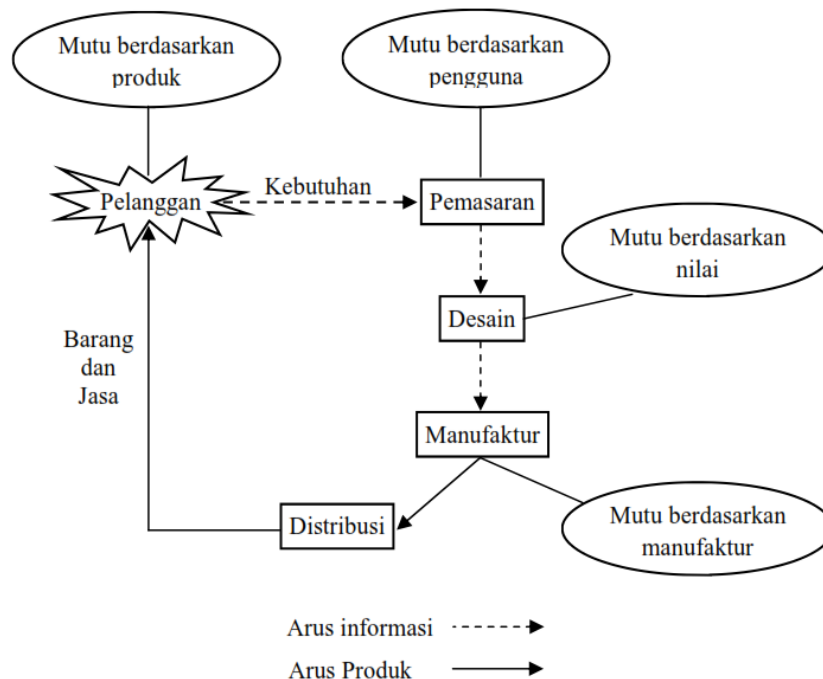 Mutu berdasarkan
produk
Mutu berdasarkan
pengguna
Pelanggan
Kebutuhan
Pemasaran
Mutu berdasarkan
nilai
Desain
Barang
dan
Jasa
Manufaktur
Distribusi
Mutu berdasarkan
manufaktur
Arus informasi
Arus Produk